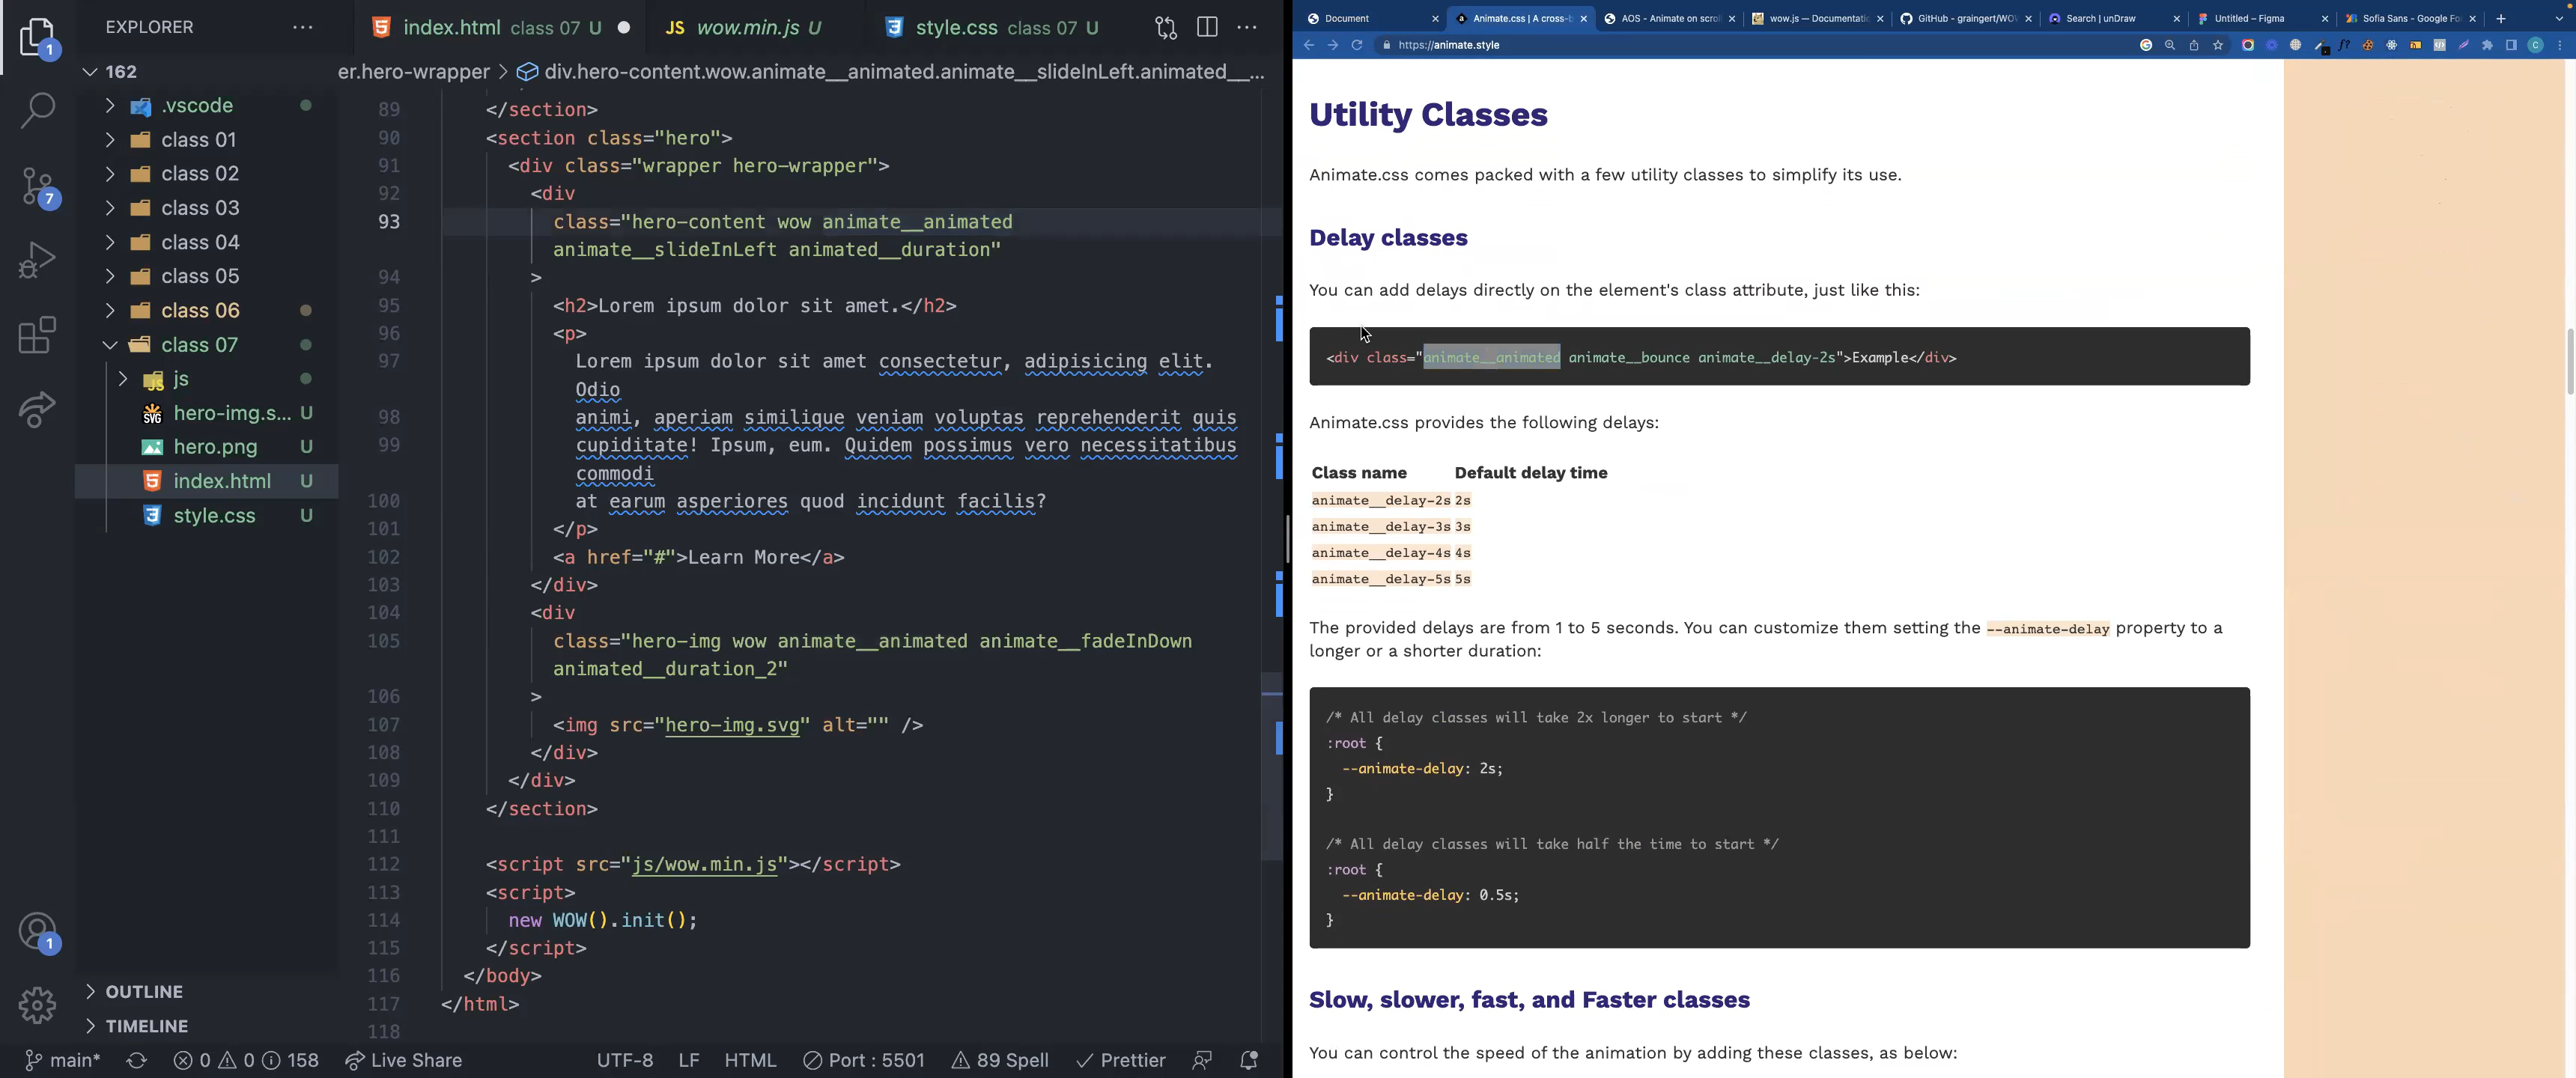 EXPLORER
index.html class 07 U
wow.min.js U
style.css class 07 U
162
er.hero-wrapper > div.hero-content.wow.animate__animated.animate__slideInLeft.animated__...
.vscode
class 01
class 02
class 03
class 04
class 05
class 06
class 07
js
hero-img.s... U
hero.png U
index.html U
style.css U
OUTLINE
TIMELINE
89 </section>
90 <section class="hero">
91 <div class="wrapper hero-wrapper">
92 <div
93 class="hero-content wow animate__animated
animate__slideInLeft animated__duration"
94 >
95 <h2>Lorem ipsum dolor sit amet.</h2>
96 <p>
97 Lorem ipsum dolor sit amet consectetur, adipisicing elit.
Odio
98 animi, aperiam similique veniam voluptas reprehenderit quis
99 cupiditate! Ipsum, eum. Quidem possimus vero necessitatibus
commodi
100 at earum asperiores quod incidunt facilis?
101 </p>
102 <a href="#">Learn More</a>
103 </div>
104 <div
105 class="hero-img wow animate__animated animate__fadeInDown
animated__duration_2"
106 >
107 <img src="hero-img.svg" alt="" />
108 </div>
109 </div>
110 </section>
111
112 <script src="js/wow.min.js"></script>
113 <script>
114 new WOW().init();
115 </script>
116 </body>
117 </html>
118
main* 0 0 158 Live Share UTF-8 LF HTML Port : 5501 89 Spell Prettier
Document
Animate.css | A cross-b
AOS - Animate on scrol
wow.js — Documentatio
GitHub - graingert/WO
Search | unDraw
Untitled – Figma
Sofia Sans - Google Fo
https://animate.style
Utility Classes
Animate.css comes packed with a few utility classes to simplify its use.
Delay classes
You can add delays directly on the element's class attribute, just like this:
<div class="animate__animated animate__bounce animate__delay-2s">Example</div>
Animate.css provides the following delays:
Class name Default delay time
animate__delay-2s 2s
animate__delay-3s 3s
animate__delay-4s 4s
animate__delay-5s 5s
The provided delays are from 1 to 5 seconds. You can customize them setting the --animate-delay property to a
longer or a shorter duration:
/* All delay classes will take 2x longer to start */
:root {
--animate-delay: 2s;
}
/* All delay classes will take half the time to start */
:root {
--animate-delay: 0.5s;
}
Slow, slower, fast, and Faster classes
You can control the speed of the animation by adding these classes, as below: